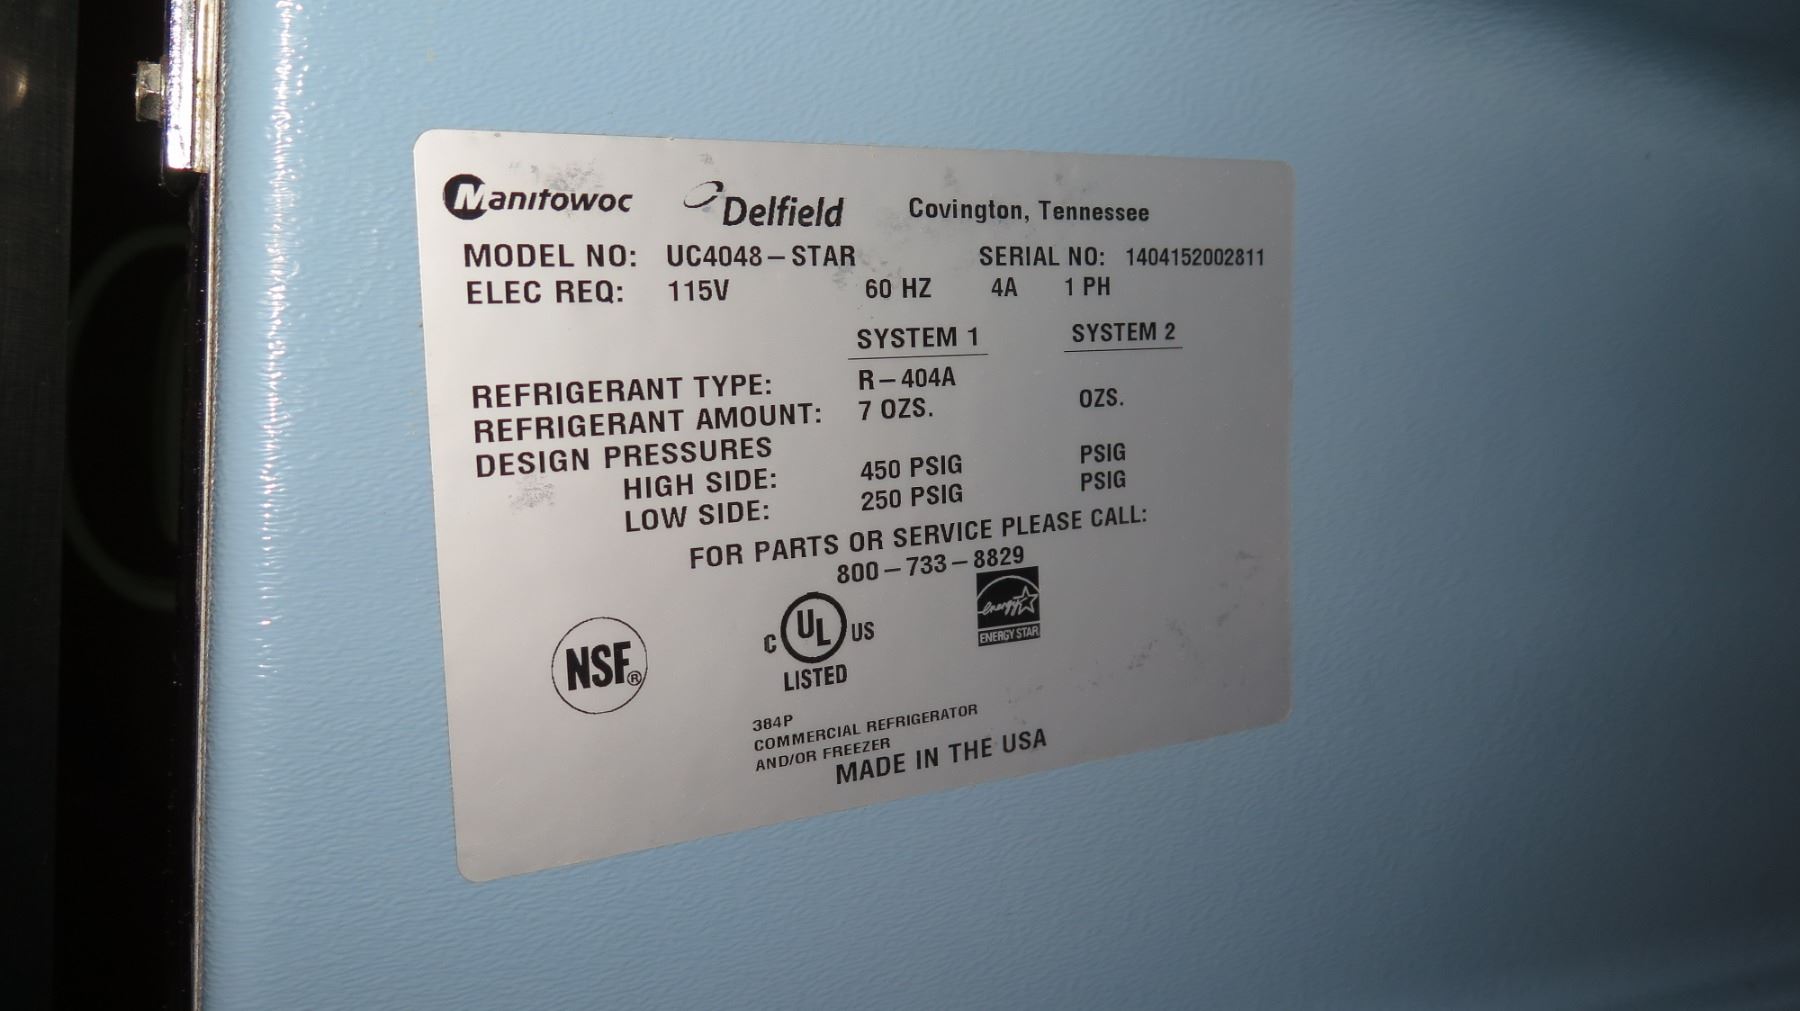 Manitowoc Delfield Covington, Tennessee
MODEL NO: UC4048-STAR SERIAL NO: 1404152002811
ELEC REQ: 115V 60 HZ 4A 1 PH
SYSTEM 1 SYSTEM 2
REFRIGERANT TYPE: R-404A
REFRIGERANT AMOUNT: 7 OZS. OZS.
DESIGN PRESSURES
HIGH SIDE: 450 PSIG PSIG
LOW SIDE: 250 PSIG PSIG
FOR PARTS OR SERVICE PLEASE CALL:
800-733-8829
NSF®
C UL US
LISTED
energy
ENERGY STAR
384P
COMMERCIAL REFRIGERATOR
AND/OR FREEZER
MADE IN THE USA